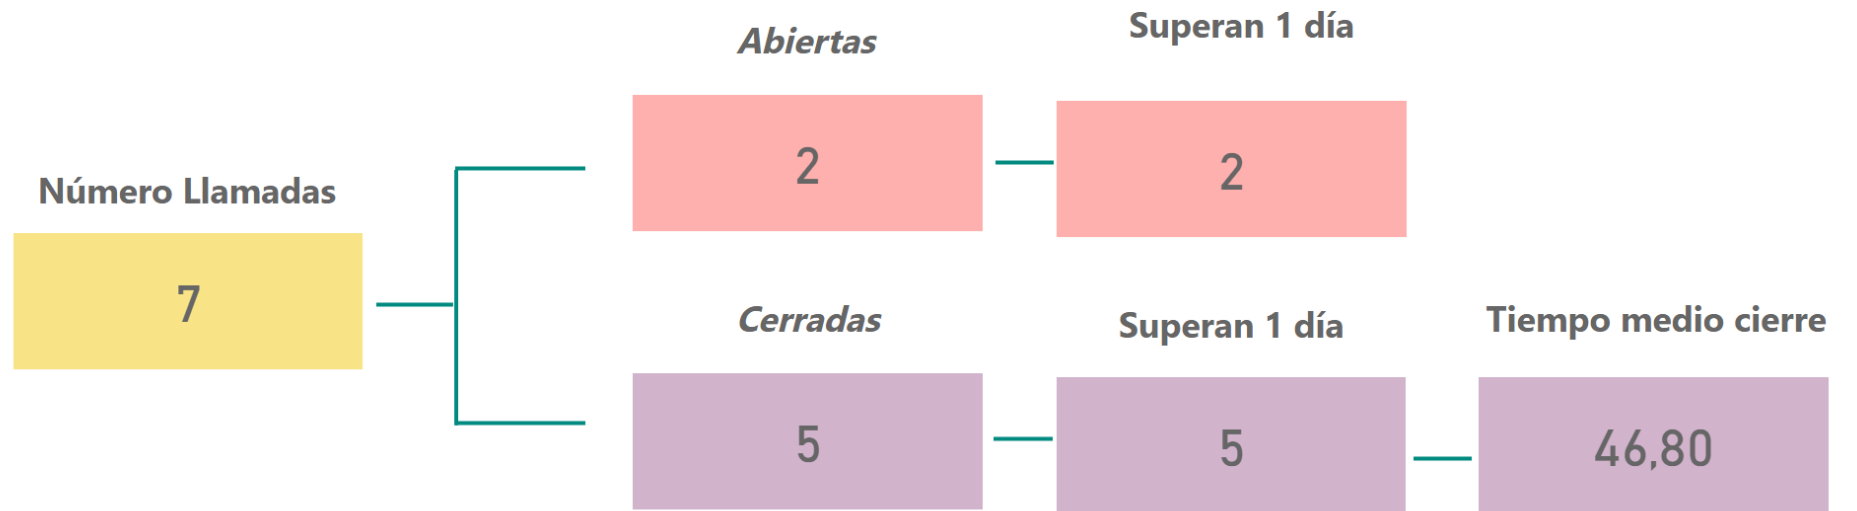 Número Llamadas
7
Abiertas
2
Superan 1 día
2
Cerradas
5
Superan 1 día
5
Tiempo medio cierre
46,80